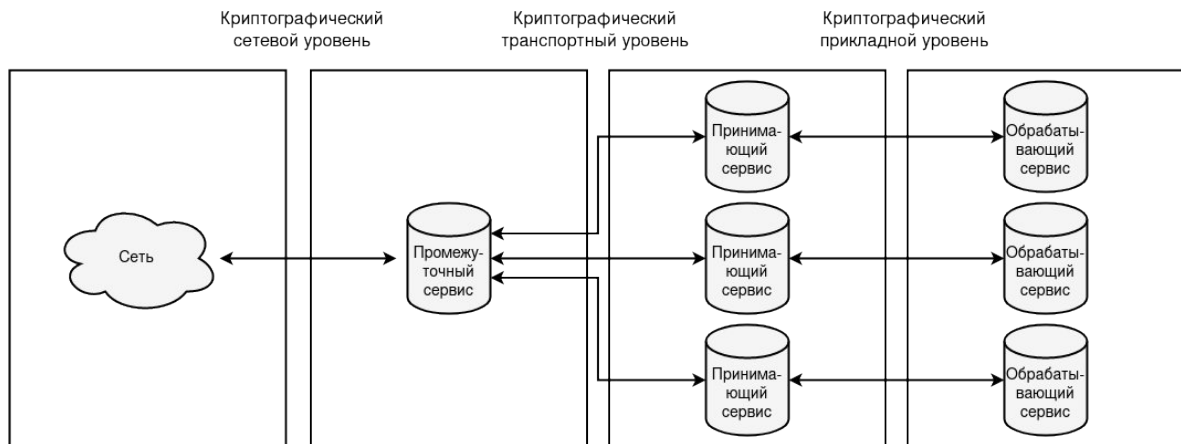 Криптографический
сетевой уровень
Криптографический
транспортный уровень
Криптографический
прикладной уровень
Сеть
Промежу-
точный
сервис
Принима-
ющий
сервис
Обрабаты-
вающий
сервис
Принима-
ющий
сервис
Обрабаты-
вающий
сервис
Принима-
ющий
сервис
Обрабаты-
вающий
сервис